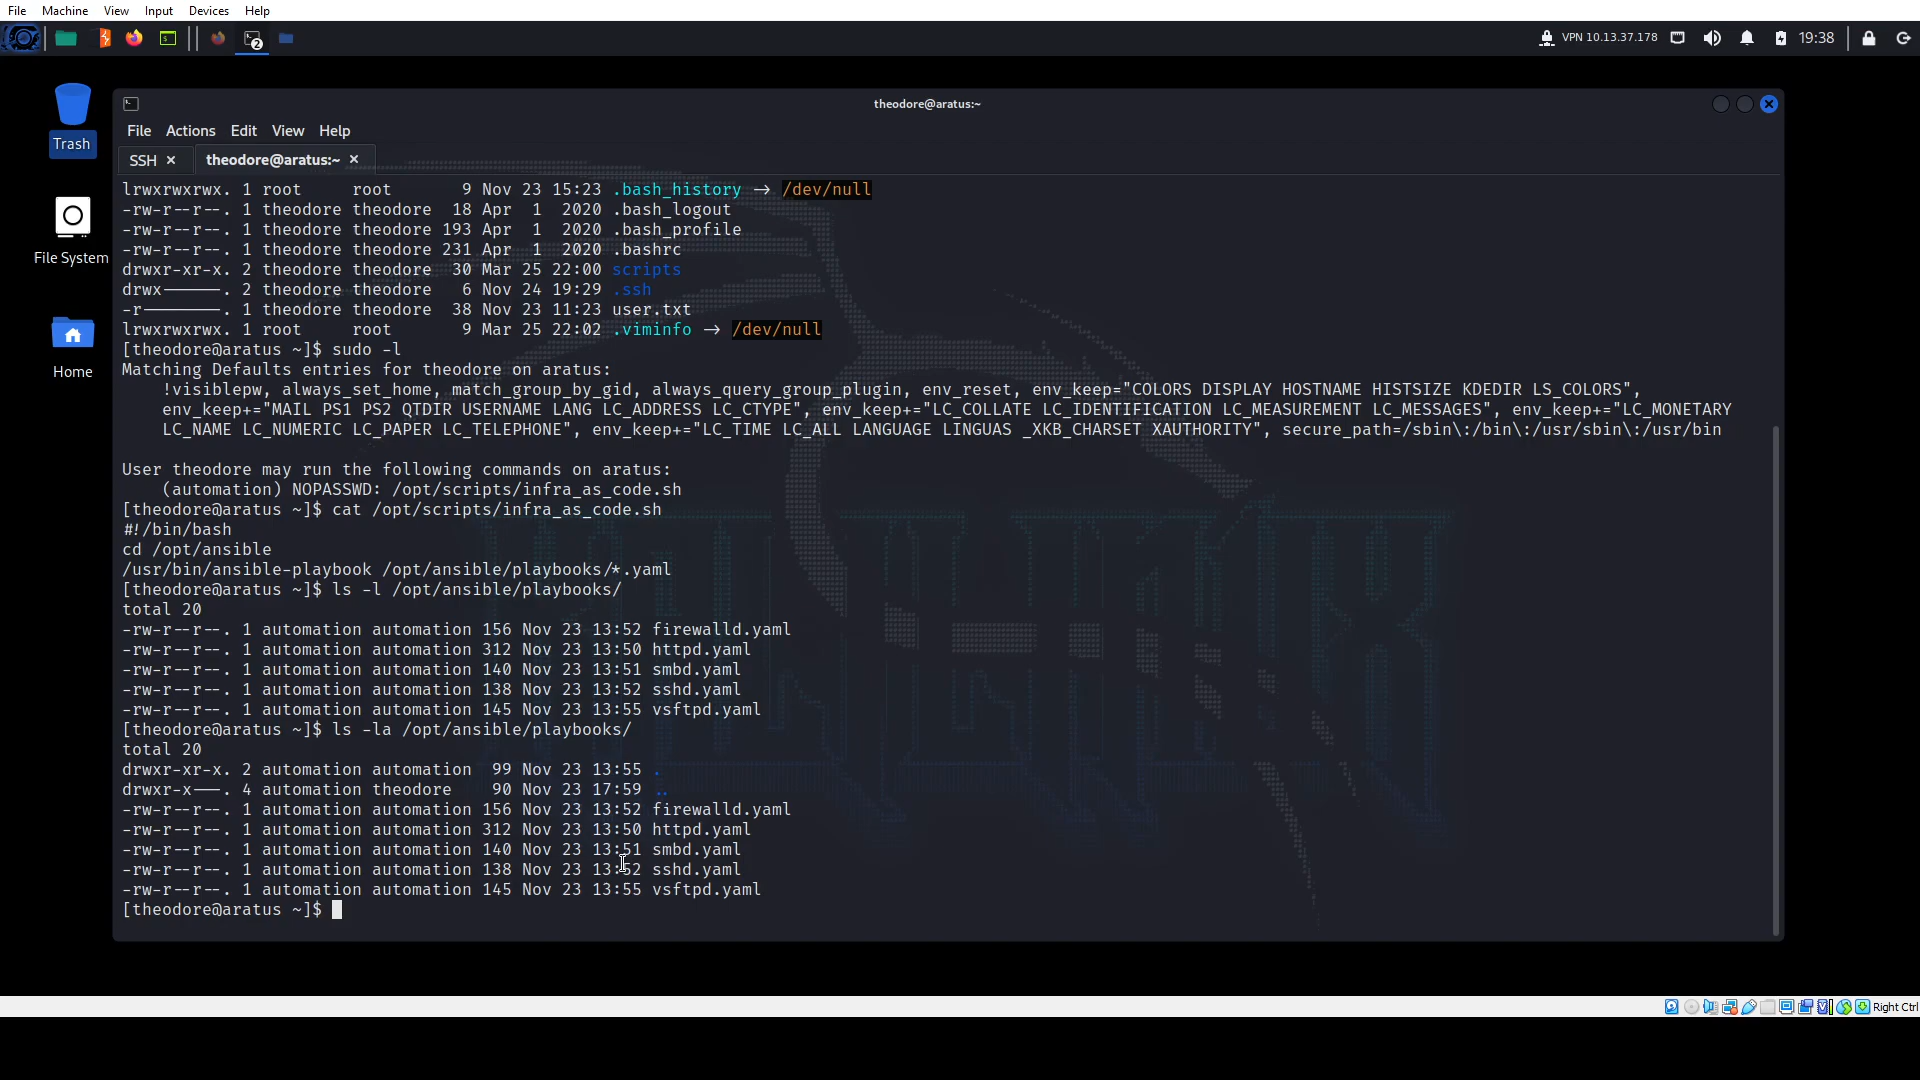 File Machine View Input Devices Help
VPN 10.13.37.178 19:38
theodore@aratus:~
File Actions Edit View Help
SSH × theodore@aratus:~ ×
Trash
File System
Home
lrwxrwxrwx. 1 root     root       9 Nov 23 15:23 .bash_history → /dev/null
-rw-r--r--. 1 theodore theodore  18 Apr  1  2020 .bash_logout
-rw-r--r--. 1 theodore theodore 193 Apr  1  2020 .bash_profile
-rw-r--r--. 1 theodore theodore 231 Apr  1  2020 .bashrc
drwxr-xr-x. 2 theodore theodore  30 Mar 25 22:00 scripts
drwx------. 2 theodore theodore   6 Nov 24 19:29 .ssh
-r--------. 1 theodore theodore  38 Nov 23 11:23 user.txt
lrwxrwxrwx. 1 root     root       9 Mar 25 22:02 .viminfo → /dev/null
[theodore@aratus ~]$ sudo -l
Matching Defaults entries for theodore on aratus:
    !visiblepw, always_set_home, match_group_by_gid, always_query_group_plugin, env_reset, env_keep="COLORS DISPLAY HOSTNAME HISTSIZE KDEDIR LS_COLORS",
    env_keep+="MAIL PS1 PS2 QTDIR USERNAME LANG LC_ADDRESS LC_CTYPE", env_keep+="LC_COLLATE LC_IDENTIFICATION LC_MEASUREMENT LC_MESSAGES", env_keep+="LC_MONETARY
    LC_NAME LC_NUMERIC LC_PAPER LC_TELEPHONE", env_keep+="LC_TIME LC_ALL LANGUAGE LINGUAS _XKB_CHARSET XAUTHORITY", secure_path=/sbin\:/bin\:/usr/sbin\:/usr/bin
User theodore may run the following commands on aratus:
    (automation) NOPASSWD: /opt/scripts/infra_as_code.sh
[theodore@aratus ~]$ cat /opt/scripts/infra_as_code.sh
#!/bin/bash
cd /opt/ansible
/usr/bin/ansible-playbook /opt/ansible/playbooks/*.yaml
[theodore@aratus ~]$ ls -l /opt/ansible/playbooks/
total 20
-rw-r--r--. 1 automation automation 156 Nov 23 13:52 firewalld.yaml
-rw-r--r--. 1 automation automation 312 Nov 23 13:50 httpd.yaml
-rw-r--r--. 1 automation automation 140 Nov 23 13:51 smbd.yaml
-rw-r--r--. 1 automation automation 138 Nov 23 13:52 sshd.yaml
-rw-r--r--. 1 automation automation 145 Nov 23 13:55 vsftpd.yaml
[theodore@aratus ~]$ ls -la /opt/ansible/playbooks/
total 20
drwxr-xr-x. 2 automation automation  99 Nov 23 13:55 .
drwxr-x---. 4 automation theodore    90 Nov 23 17:59 ..
-rw-r--r--. 1 automation automation 156 Nov 23 13:52 firewalld.yaml
-rw-r--r--. 1 automation automation 312 Nov 23 13:50 httpd.yaml
-rw-r--r--. 1 automation automation 140 Nov 23 13:51 smbd.yaml
-rw-r--r--. 1 automation automation 138 Nov 23 13:52 sshd.yaml
-rw-r--r--. 1 automation automation 145 Nov 23 13:55 vsftpd.yaml
[theodore@aratus ~]$
Right Ctrl